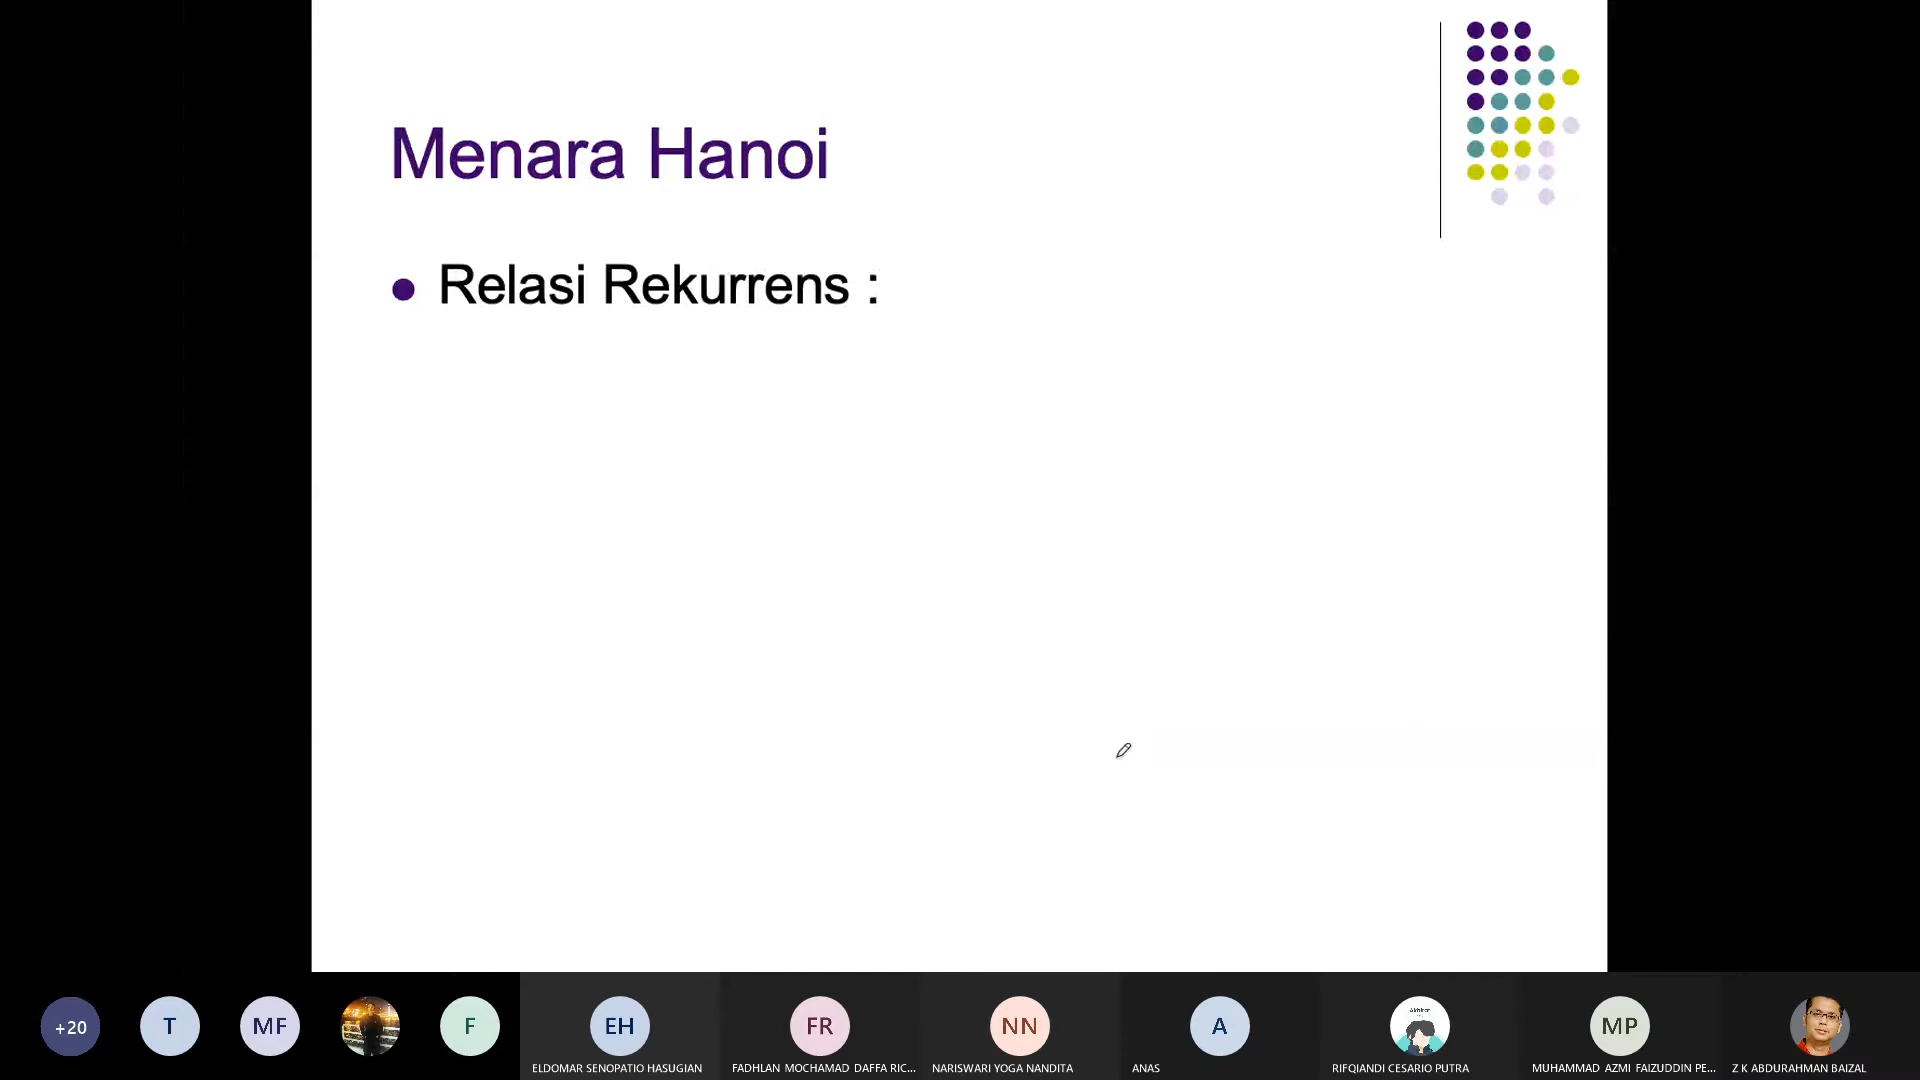 Menara Hanoi
Relasi Rekurrens :
+20
T
MF
F
EH
FR
NN
A
MP
ELDOMAR SENOPATIO HASUGIAN
FADHLAN MOCHAMAD DAFFA RIC...
NARISWARI YOGA NANDITA
ANAS
RIFQIANDI CESARIO PUTRA
MUHAMMAD AZMI FAIZUDDIN PE...
Z K ABDURAHMAN BAIZAL